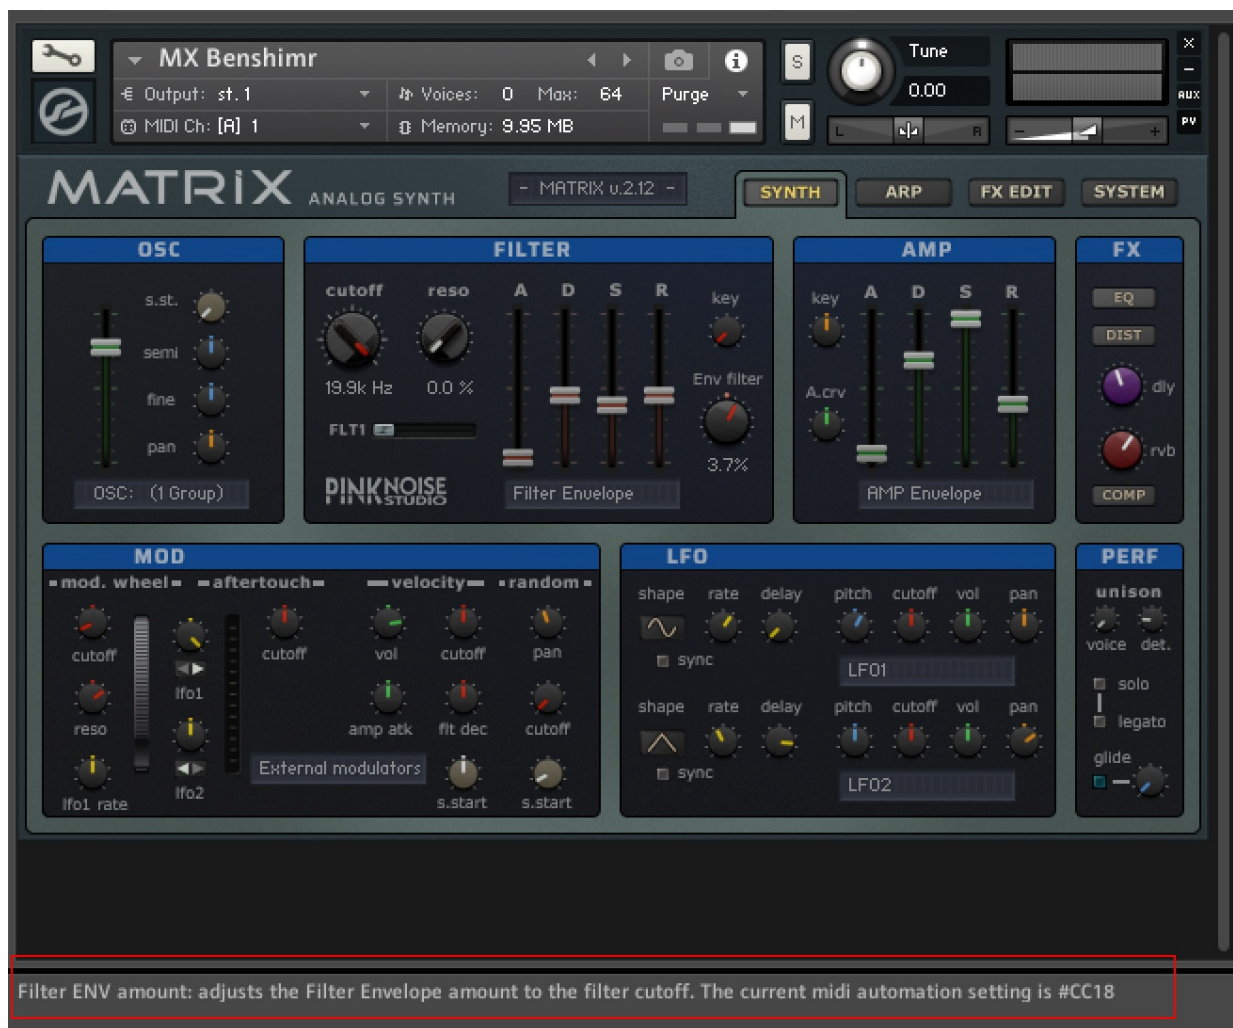 MX Benshimr
Output: st. 1
Voices: 0 Max: 64
Purge
MIDI Ch: [A] 1
Memory: 9.95 MB
S
M
Tune
0.00
L
R
-
+
X
-
AUX
PV
MATRiX ANALOG SYNTH
- MATRIX v.2.12 -
SYNTH
ARP
FX EDIT
SYSTEM
OSC
s.st.
semi
fine
pan
OSC: (1 Group)
FILTER
cutoff
reso
A
D
S
R
key
19.9k Hz
0.0 %
Env filter
FLT1
3.7%
PINKNOISE
STUDIO
Filter Envelope
AMP
key
A
D
S
R
A.crv
AMP Envelope
FX
EQ
DIST
dly
rvb
COMP
MOD
mod. wheel
aftertouch
velocity
random
cutoff
cutoff
vol
cutoff
pan
lfo1
reso
amp atk
flt dec
cutoff
External modulators
lfo1 rate
lfo2
s.start
s.start
LFO
shape
rate
delay
pitch
cutoff
vol
pan
sync
LFO1
shape
rate
delay
pitch
cutoff
vol
pan
sync
LFO2
PERF
unison
voice
det.
solo
legato
glide
Filter ENV amount: adjusts the Filter Envelope amount to the filter cutoff. The current midi automation setting is #CC18